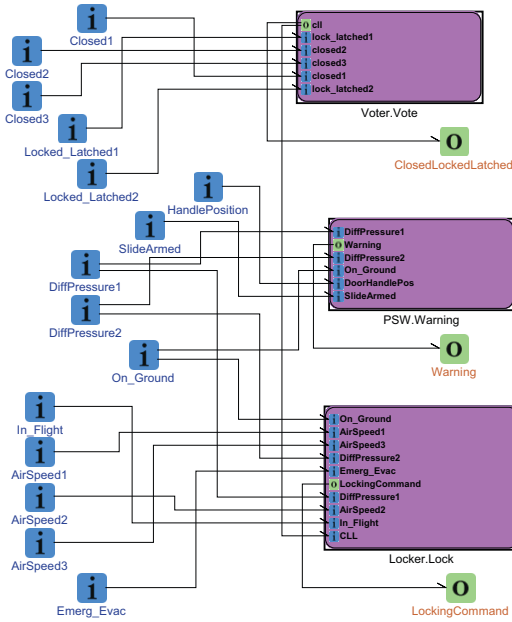 i
Closed1
i
Closed2
i
Closed3
i
Locked_Latched1
i
Locked_Latched2
o cll
i lock_latched1
i closed2
i closed3
i closed1
i lock_latched2
Voter.Vote
o
ClosedLockedLatched
i
HandlePosition
i
SlideArmed
i
DiffPressure1
i
DiffPressure2
i
On_Ground
i DiffPressure1
o Warning
i DiffPressure2
i On_Ground
i DoorHandlePos
i SlideArmed
PSW.Warning
o
Warning
i
In_Flight
i
AirSpeed1
i
AirSpeed2
i
AirSpeed3
i
Emerg_Evac
i On_Ground
i AirSpeed1
i AirSpeed3
i DiffPressure2
i Emerg_Evac
o LockingCommand
i DiffPressure1
i AirSpeed2
i In_Flight
i CLL
Locker.Lock
o
LockingCommand